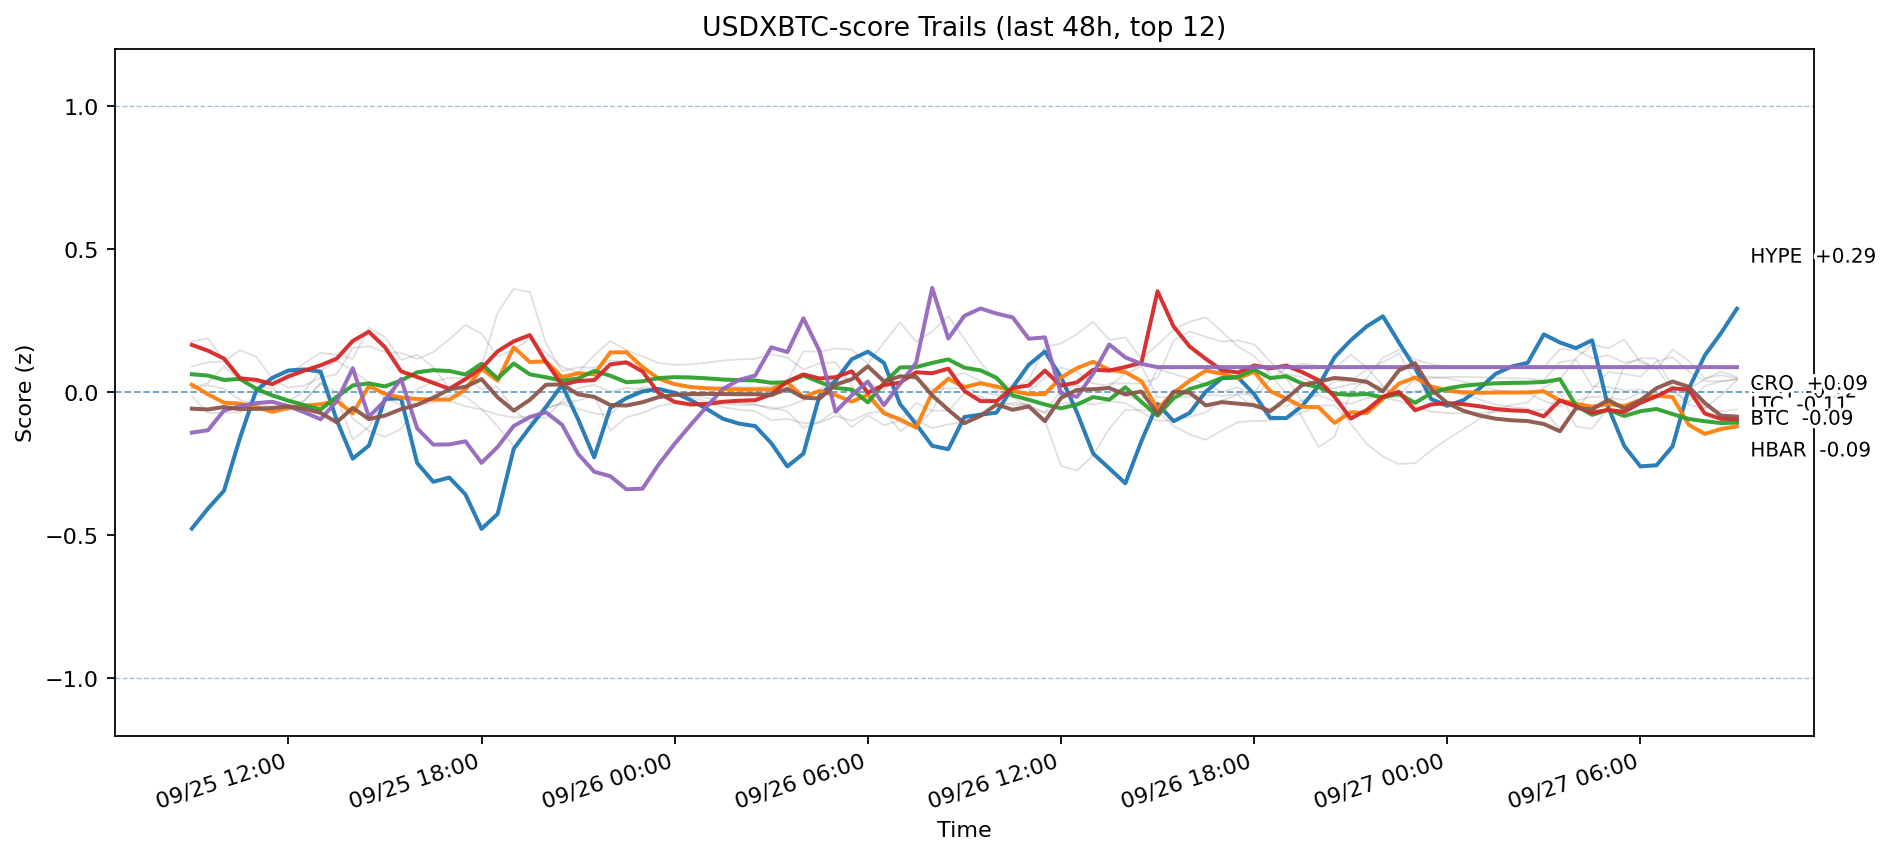 USDXBTC-score Trails (last 48h, top 12)
Score (z)
1.0
0.5
0.0
−0.5
−1.0
HYPE +0.29
CRO +0.09
LTC -0.11
BTC -0.09
HBAR -0.09
09/25 12:00
09/25 18:00
09/26 00:00
09/26 06:00
09/26 12:00
09/26 18:00
09/27 00:00
09/27 06:00
Time